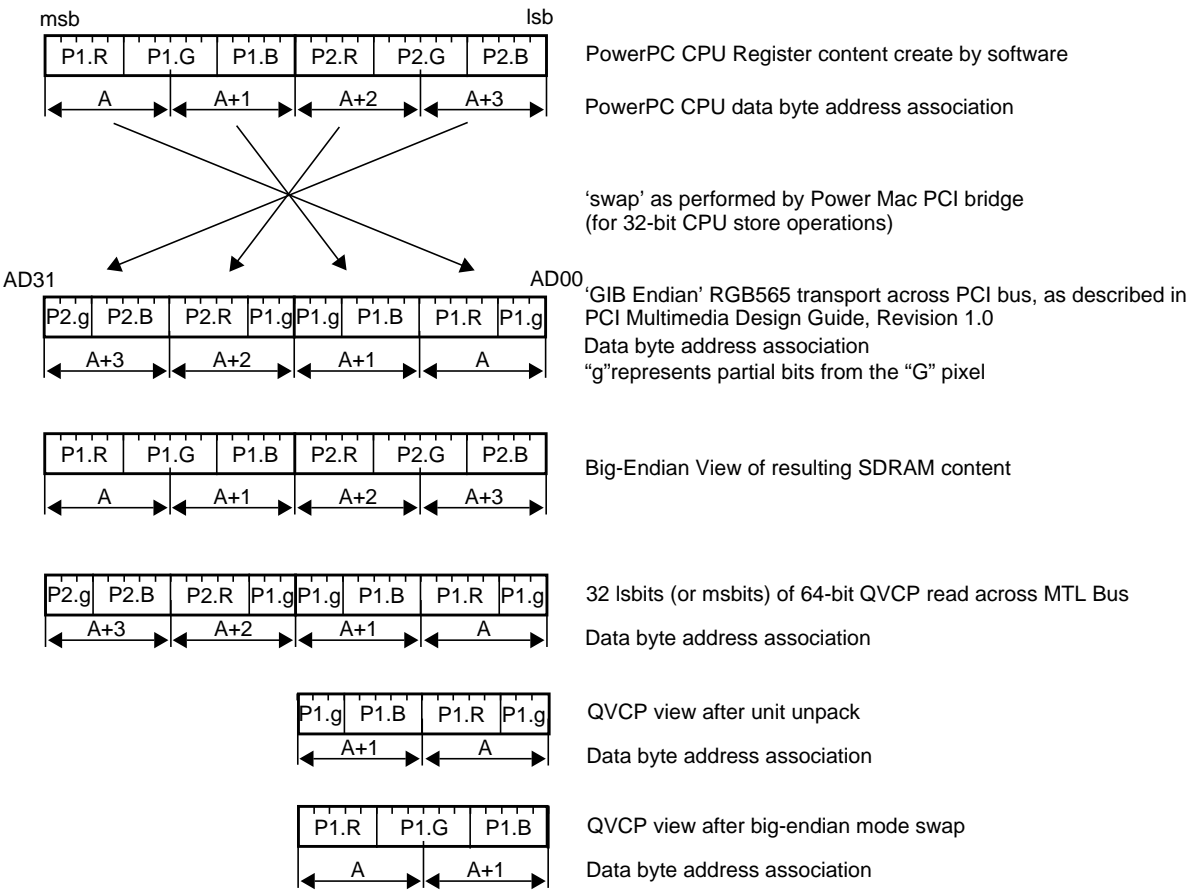 msb lsb
P1.R P1.G P1.B P2.R P2.G P2.B PowerPC CPU Register content create by software
A A+1 A+2 A+3 PowerPC CPU data byte address association
‘swap’ as performed by Power Mac PCI bridge
(for 32-bit CPU store operations)
AD31 AD00
‘GIB Endian’ RGB565 transport across PCI bus, as described in
P2.g P2.B P2.R P1.g P1.g P1.B P1.R P1.g PCI Multimedia Design Guide, Revision 1.0
Data byte address association
A+3 A+2 A+1 A “g”represents partial bits from the “G” pixel
P1.R P1.G P1.B P2.R P2.G P2.B
Big-Endian View of resulting SDRAM content
A A+1 A+2 A+3
P2.g P2.B P2.R P1.g P1.g P1.B P1.R P1.g 32 lsbits (or msbits) of 64-bit QVCP read across MTL Bus
A+3 A+2 A+1 A Data byte address association
P1.g P1.B P1.R P1.g QVCP view after unit unpack
A+1 A Data byte address association
P1.R P1.G P1.B QVCP view after big-endian mode swap
A A+1 Data byte address association